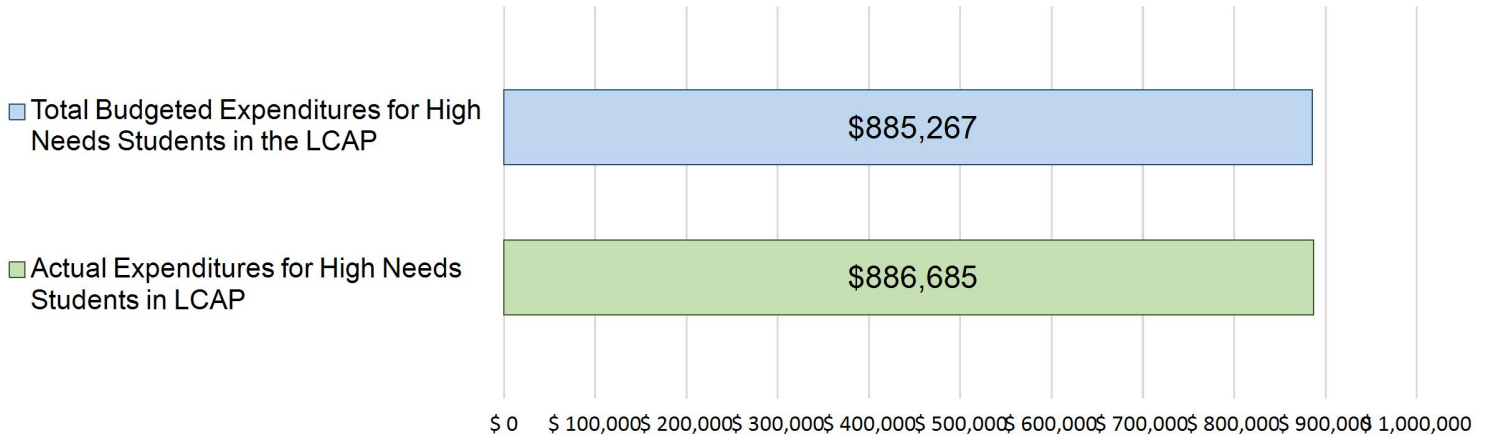 Total Budgeted Expenditures for High
Needs Students in the LCAP
$885,267
Actual Expenditures for High Needs
Students in LCAP
$886,685
$ 0 $ 100,000 $ 200,000 $ 300,000 $ 400,000 $ 500,000 $ 600,000 $ 700,000 $ 800,000 $ 900,000 $ 1,000,000